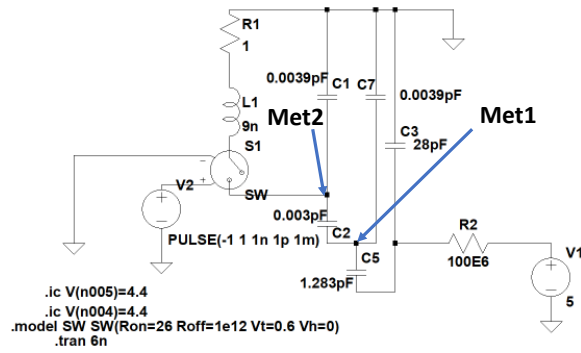 R1
1
0.0039pF
C1
C7
0.0039pF
L1
9n
Met2
Met1
C3
28pF
S1
V2
SW
0.003pF
C2
R2
100E6
V1
5
PULSE(-1 1 1n 1p 1m)
C5
1.283pF
.ic V(n005)=4.4
.ic V(n004)=4.4
.model SW SW(Ron=26 Roff=1e12 Vt=0.6 Vh=0)
.tran 6n